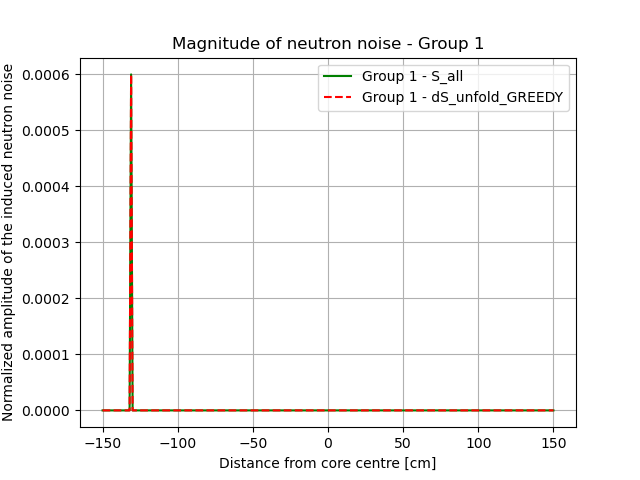 Magnitude of neutron noise - Group 1
Normalized amplitude of the induced neutron noise
0.0006
0.0005
0.0004
0.0003
0.0002
0.0001
0.0000
Group 1 - S_all
Group 1 - dS_unfold_GREEDY
−150
−100
−50
0
50
100
150
Distance from core centre [cm]